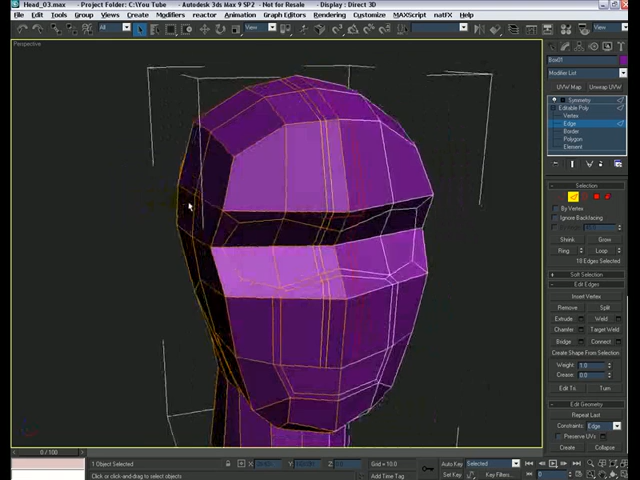 Head_03.max - Project Folder: C:\You Tube - Autodesk 3ds Max 9 SP2 - Not for Resale - Display : Direct 3D
File Edit Tools Group Views Create Modifiers reactor Animation Graph Editors Rendering Customize MAXScript Help natFX
All View
Perspective
Box01
Modifier List
UVW Map Unwrap UVW
Symmetry
Editable Poly
Vertex
Edge
Border
Polygon
Element
Selection
By Vertex
Ignore Backfacing
Shrink Grow
Ring Loop
18 Edges Selected
Soft Selection
Edit Edges
Insert Vertex
Remove Split
Extrude Weld
Chamfer Target Weld
Bridge Connect
Create Shape From Selection
Weight: 1.0
Crease: 0.0
Edit Tri. Turn
Edit Geometry
Repeat Last
Constraints: Edge
Preserve UVs
Create Collapse
0 / 100
1 Object Selected X: Y: Z: Grid = 10.0 Auto Key Selected
Click or click-and-drag to select objects Set Key Key Filters...